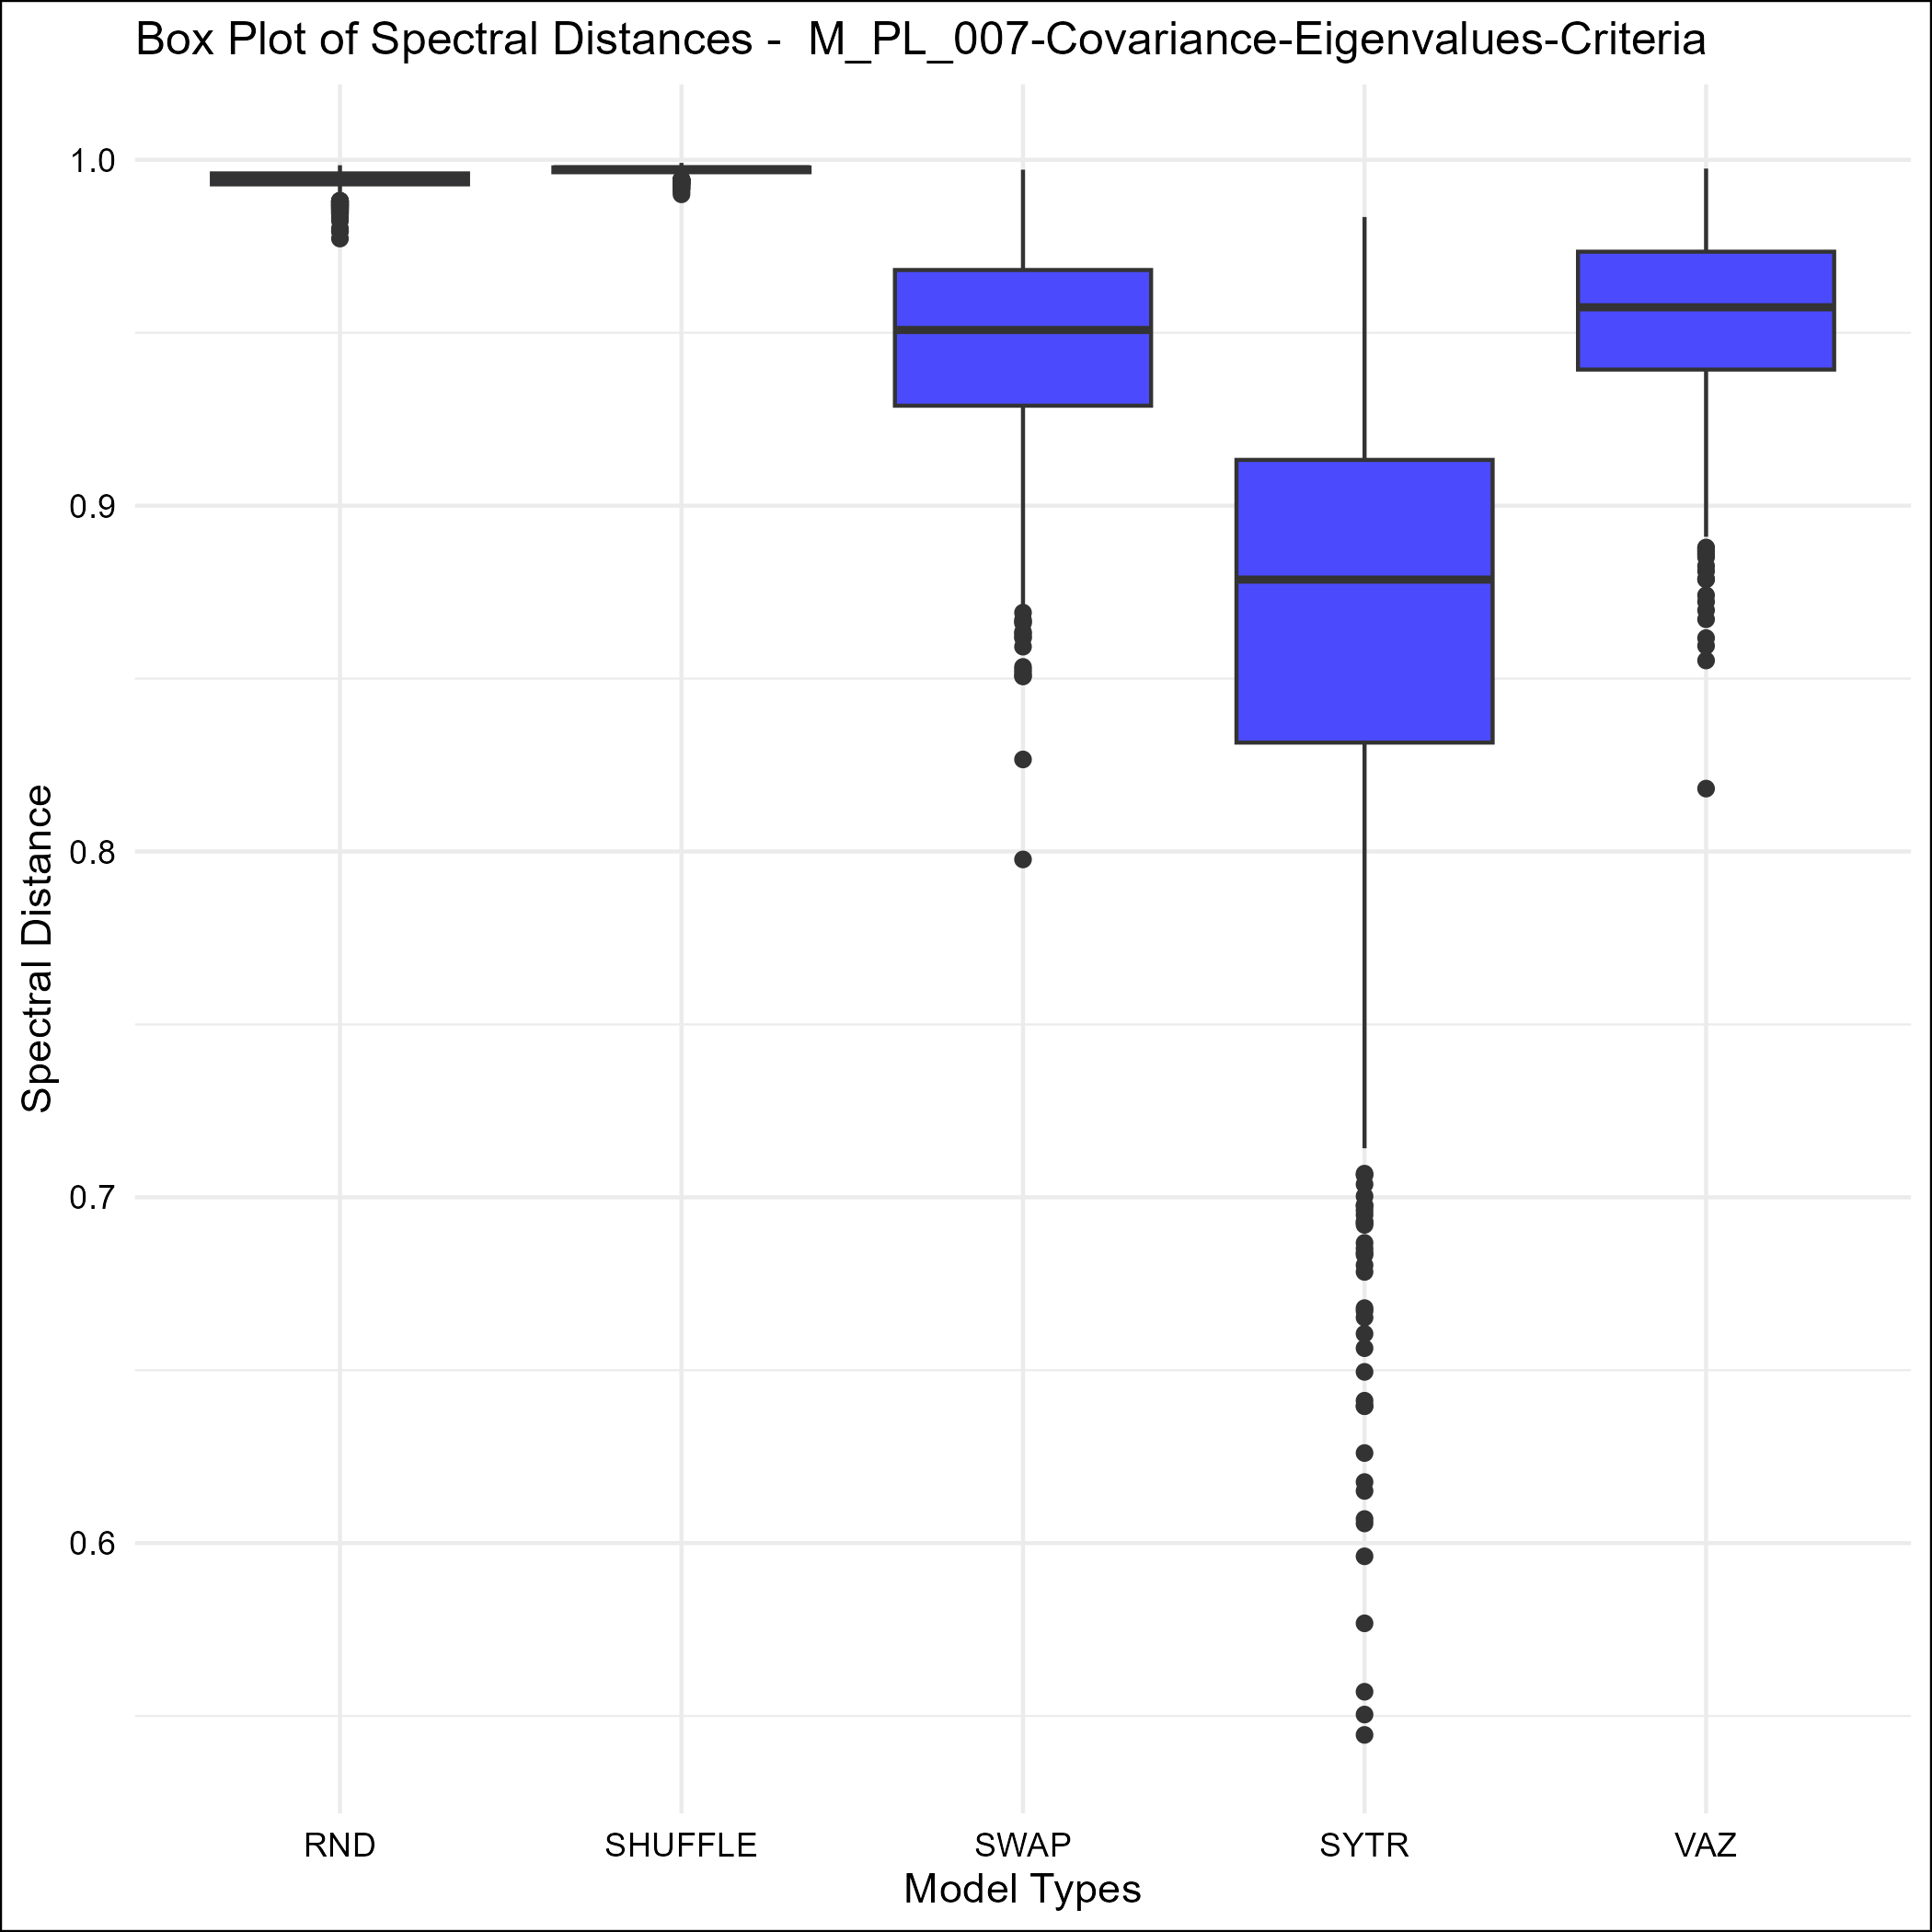 Box Plot of Spectral Distances -  M_PL_007-Covariance-Eigenvalues-Criteria
Spectral Distance
1.0
0.9
0.8
0.7
0.6
RND SHUFFLE SWAP SYTR VAZ
Model Types